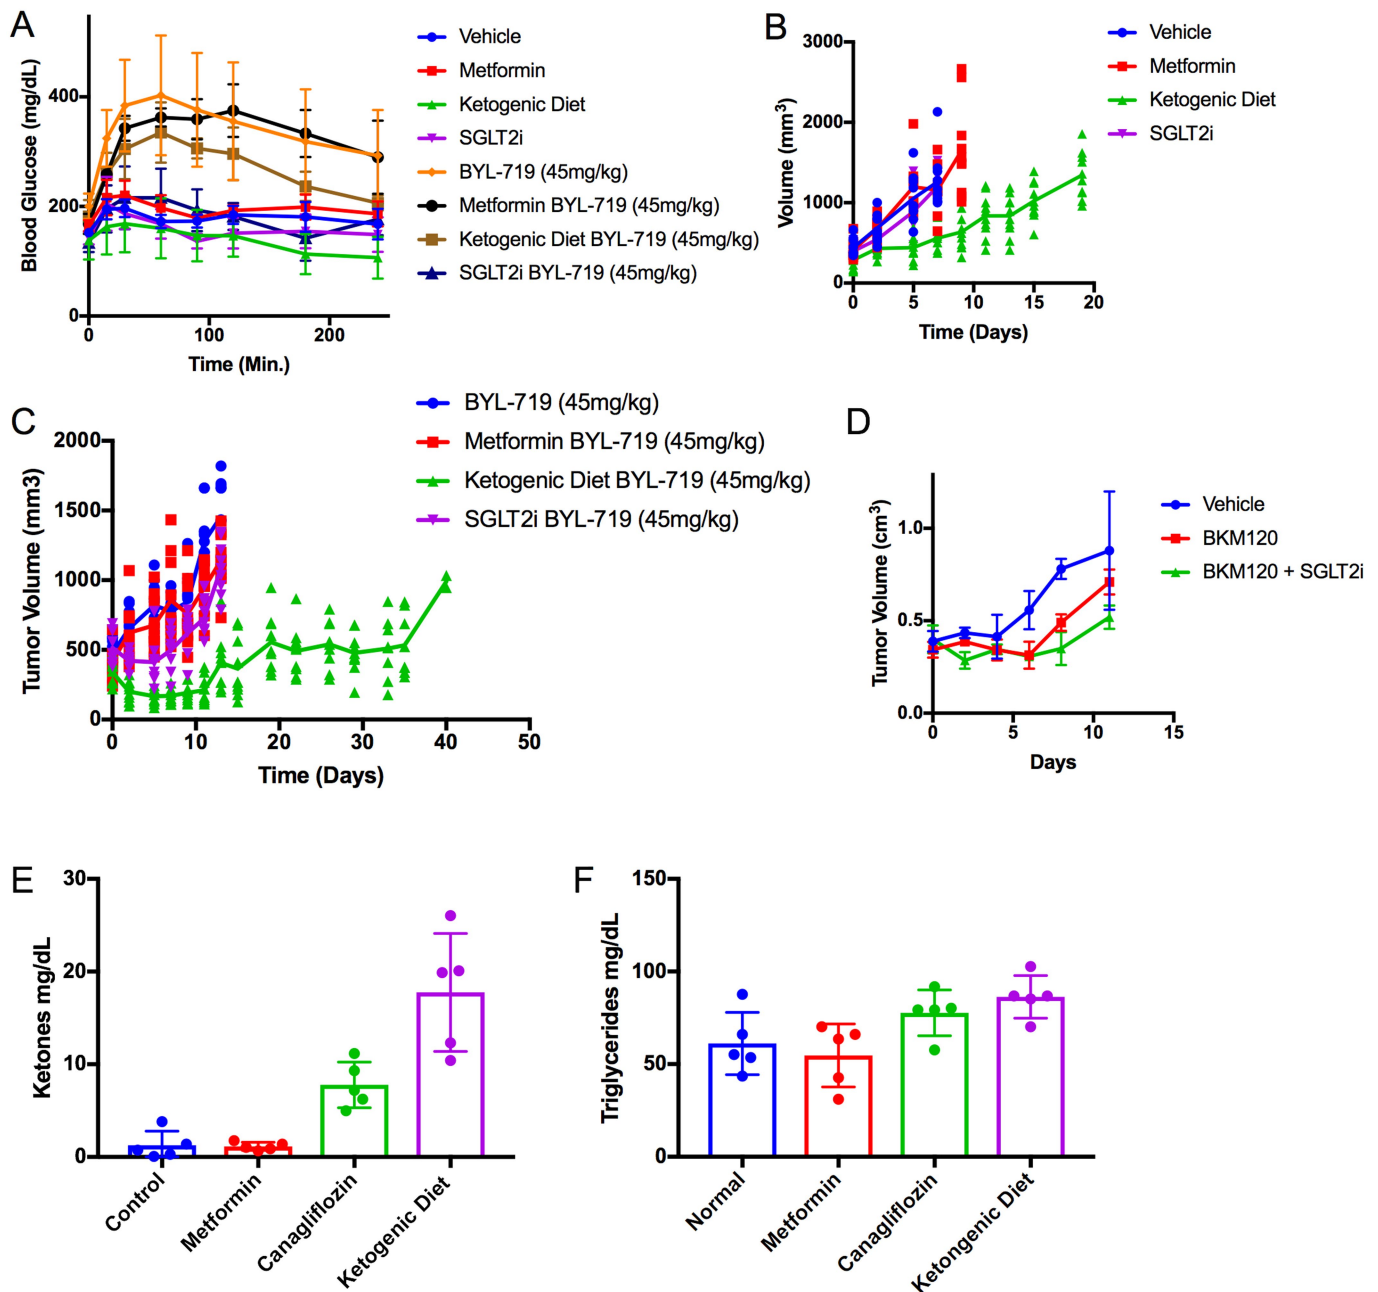 A
Blood Glucose (mg/dL)
400
200
0
0
100
200
Time (Min.)
Vehicle
Metformin
Ketogenic Diet
SGLT2i
BYL-719 (45mg/kg)
Metformin BYL-719 (45mg/kg)
Ketogenic Diet BYL-719 (45mg/kg)
SGLT2i BYL-719 (45mg/kg)
B
Volume (mm³)
3000
2000
1000
0
0
5
10
15
20
Time (Days)
Vehicle
Metformin
Ketogenic Diet
SGLT2i
C
Tumor Volume (mm3)
2000
1500
1000
500
0
0
10
20
30
40
50
Time (Days)
BYL-719 (45mg/kg)
Metformin BYL-719 (45mg/kg)
Ketogenic Diet BYL-719 (45mg/kg)
SGLT2i BYL-719 (45mg/kg)
D
Tumor Volume (cm³)
1.0
0.5
0.0
0
5
10
15
Days
Vehicle
BKM120
BKM120 + SGLT2i
E
Ketones mg/dL
30
20
10
0
Control
Metformin
Canagliflozin
Ketogenic Diet
F
Triglycerides mg/dL
150
100
50
0
Normal
Metformin
Canagliflozin
Ketongenic Diet